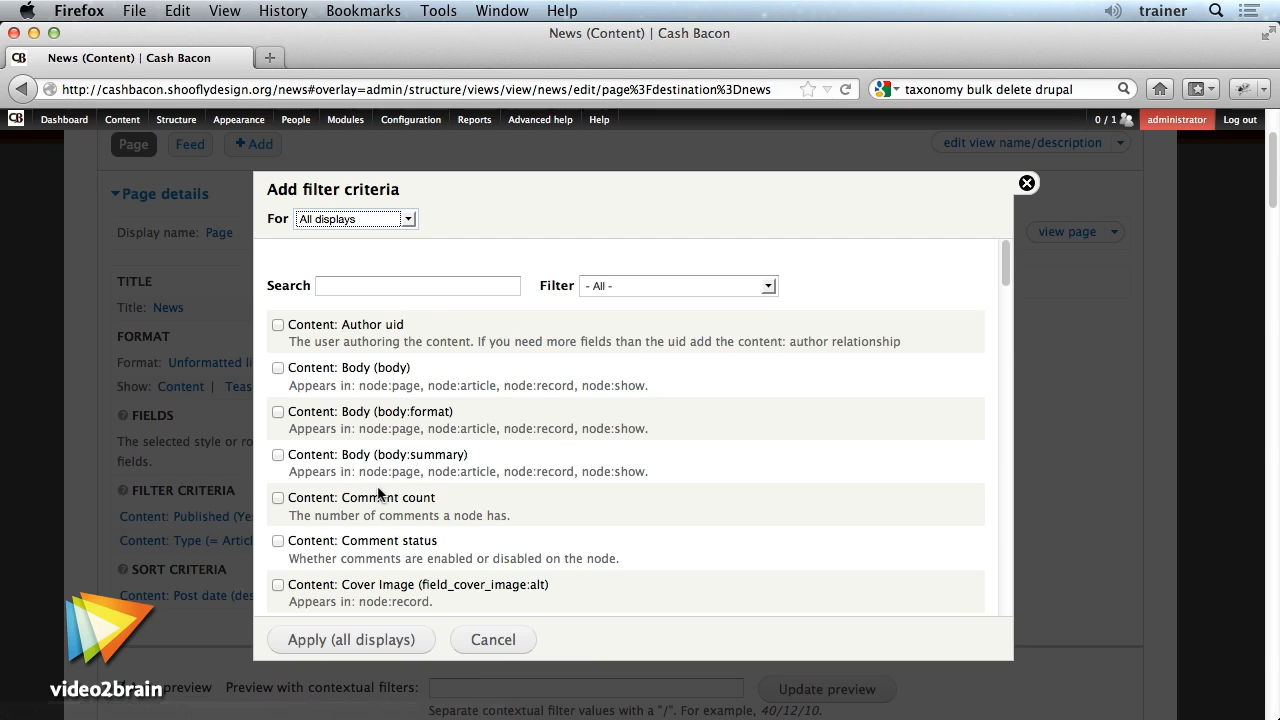 Firefox File Edit View History Bookmarks Tools Window Help trainer
News (Content) | Cash Bacon
CB News (Content) | Cash Bacon
http://cashbacon.shooflydesign.org/news#overlay=admin/structure/views/view/news/edit/page%3Fdestination%3Dnews taxonomy bulk delete drupal
CB Dashboard Content Structure Appearance People Modules Configuration Reports Advanced help Help 0 / 1 administrator Log out
Page Feed + Add edit view name/description
Add filter criteria
Page details
For All displays
Display name: Page view page
TITLE
Search Filter - All -
Title: News
Content: Author uid
FORMAT
The user authoring the content. If you need more fields than the uid add the content: author relationship
Format: Unformatted li
Content: Body (body)
Show: Content | Teas
Appears in: node:page, node:article, node:record, node:show.
FIELDS
Content: Body (body:format)
The selected style or ro
Appears in: node:page, node:article, node:record, node:show.
fields.
Content: Body (body:summary)
Appears in: node:page, node:article, node:record, node:show.
FILTER CRITERIA
Content: Comment count
Content: Published (Yes
The number of comments a node has.
Content: Type (= Articl
Content: Comment status
Whether comments are enabled or disabled on the node.
SORT CRITERIA
Content: Cover Image (field_cover_image:alt)
Content: Post date (des
Appears in: node:record.
Apply (all displays) Cancel
video2brain preview Preview with contextual filters: Update preview
Separate contextual filter values with a "/". For example, 40/12/10.